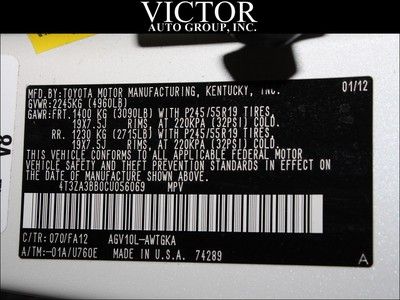 VICTOR
AUTO GROUP, INC.
MFD.BY:TOYOTA MOTOR MANUFACTURING, KENTUCKY, INC. 01/12
GVWR:2245KG (4960LB)
GAWR:FRT.1400 KG (3090LB) WITH P245/55R19 TIRES,
19X7.5J RIMS, AT 220KPA (32PSI) COLD.
RR. 1230 KG (2715LB) WITH P245/55R19 TIRES,
19X7.5J RIMS, AT 220KPA (32PSI) COLD.
THIS VEHICLE CONFORMS TO ALL APPLICABLE FEDERAL MOTOR
VEHICLE SAFETY AND THEFT PREVENTION STANDARDS IN EFFECT ON
THE DATE OF MANUFACTURE SHOWN ABOVE.
4T3ZA3BB0CU056069 MPV
C/TR: 070/FA12 AGV10L-AWTGKA
A/TM:-01A/U760E MADE IN U.S.A. 74289 A
V8